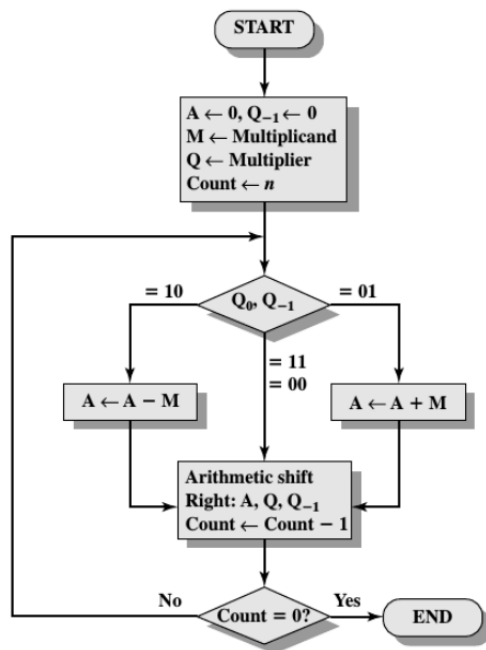 START
A ← 0, Q₋₁ ← 0
M ← Multiplicand
Q ← Multiplier
Count ← n
= 10
Q₀, Q₋₁
= 01
= 11
= 00
A ← A − M
A ← A + M
Arithmetic shift
Right: A, Q, Q₋₁
Count ← Count − 1
No
Count = 0?
Yes
END